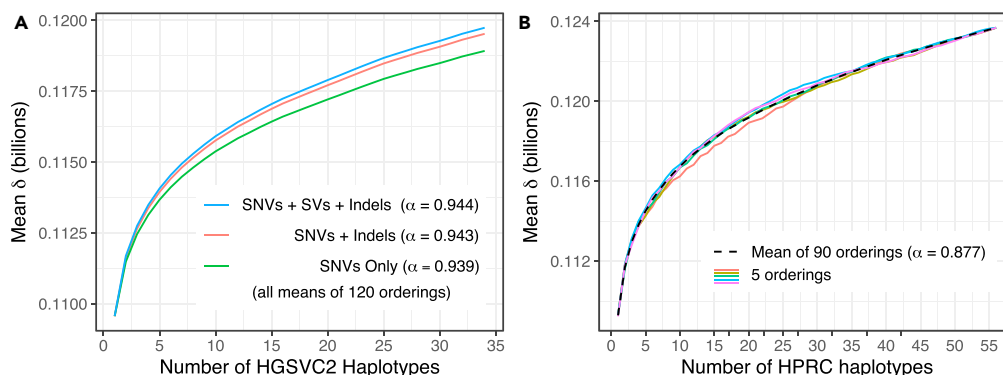 A
Mean δ (billions)
0.1200
0.1175
0.1150
0.1125
0.1100
SNVs + SVs + Indels (α = 0.944)
SNVs + Indels (α = 0.943)
SNVs Only (α = 0.939)
(all means of 120 orderings)
0 5 10 15 20 25 30 35
Number of HGSVC2 Haplotypes
B
Mean δ (billions)
0.124
0.120
0.116
0.112
Mean of 90 orderings (α = 0.877)
5 orderings
0 5 10 15 20 25 30 35 40 45 50 55
Number of HPRC haplotypes